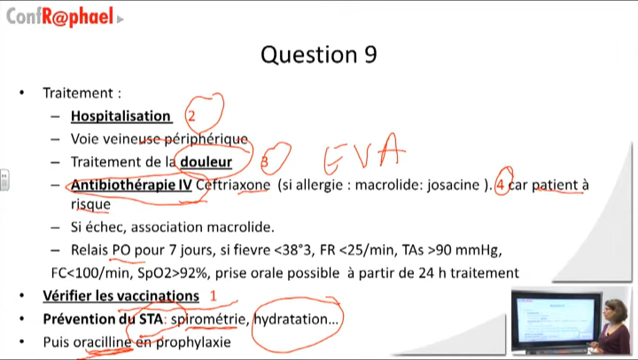 ConfR@phael
Question 9
• Traitement :
– Hospitalisation 2
– Voie veineuse périphérique
– Traitement de la douleur 3 EVA
– Antibiothérapie IV Ceftriaxone (si allergie : macrolide: josacine ). 4 car patient à
risque
– Si échec, association macrolide.
– Relais PO pour 7 jours, si fievre <38°3, FR <25/min, TAs >90 mmHg,
FC<100/min, SpO2>92%, prise orale possible à partir de 24 h traitement
• Vérifier les vaccinations 1
• Prévention du STA: spirométrie, hydratation...
• Puis oracilline en prophylaxie